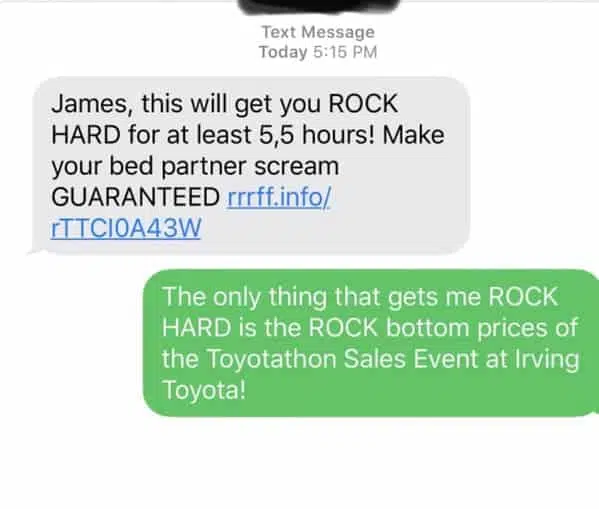 Text Message
Today 5:15 PM
James, this will get you ROCK
HARD for at least 5,5 hours! Make
your bed partner scream
GUARANTEED rrrff.info/
rTTCI0A43W
The only thing that gets me ROCK
HARD is the ROCK bottom prices of
the Toyotathon Sales Event at Irving
Toyota!